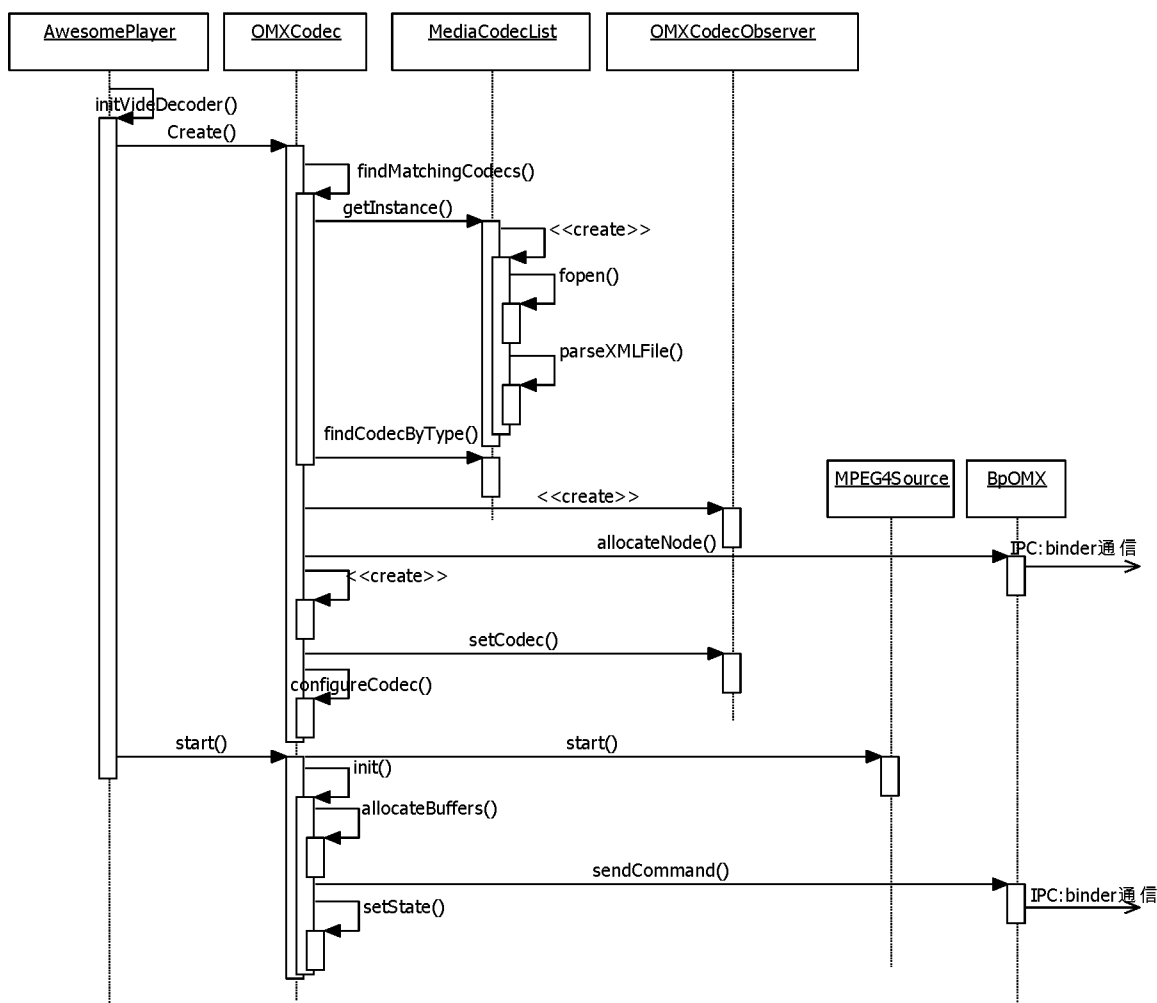 AwesomePlayer
OMXCodec
MediaCodecList
OMXCodecObserver
initVideDecoder()
Create()
findMatchingCodecs()
getInstance()
<<create>>
fopen()
parseXMLFile()
findCodecByType()
MPEG4Source
BpOMX
<<create>>
allocateNode()
IPC:binder通信
<<create>>
setCodec()
configureCodec()
start()
start()
init()
allocateBuffers()
sendCommand()
IPC:binder通信
setState()